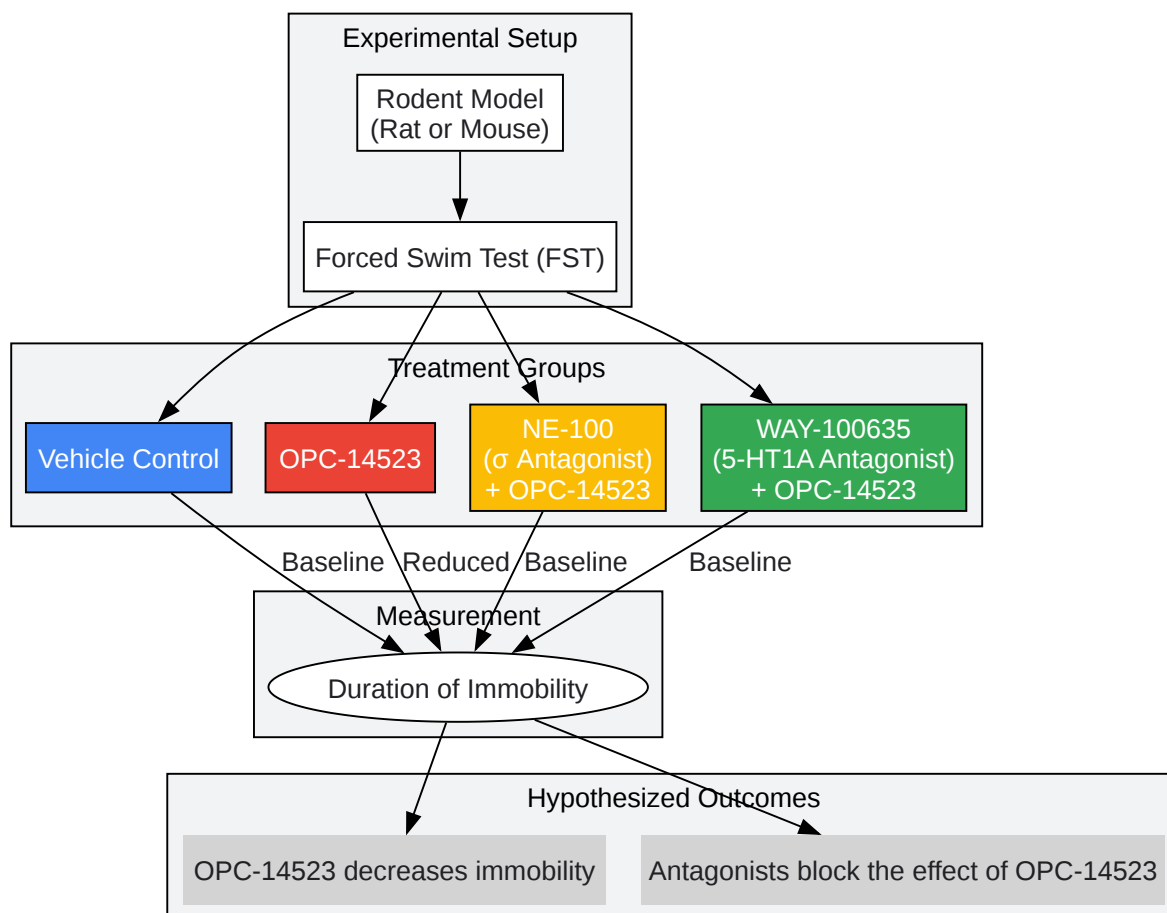 Experimental Setup
Rodent Model
(Rat or Mouse)
Forced Swim Test (FST)
Treatment Groups
Vehicle Control
OPC-14523
NE-100
(σ Antagonist)
+ OPC-14523
WAY-100635
(5-HT1A Antagonist)
+ OPC-14523
Baseline
Reduced
Baseline
Baseline
Measurement
Duration of Immobility
Hypothesized Outcomes
OPC-14523 decreases immobility
Antagonists block the effect of OPC-14523